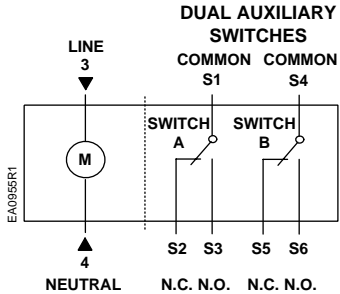 DUAL AUXILIARY
SWITCHES
LINE
3
COMMON COMMON
S1 S4
SWITCH A
SWITCH B
M
EA0955R1
4
NEUTRAL
S2 S3 S5 S6
N.C. N.O. N.C. N.O.